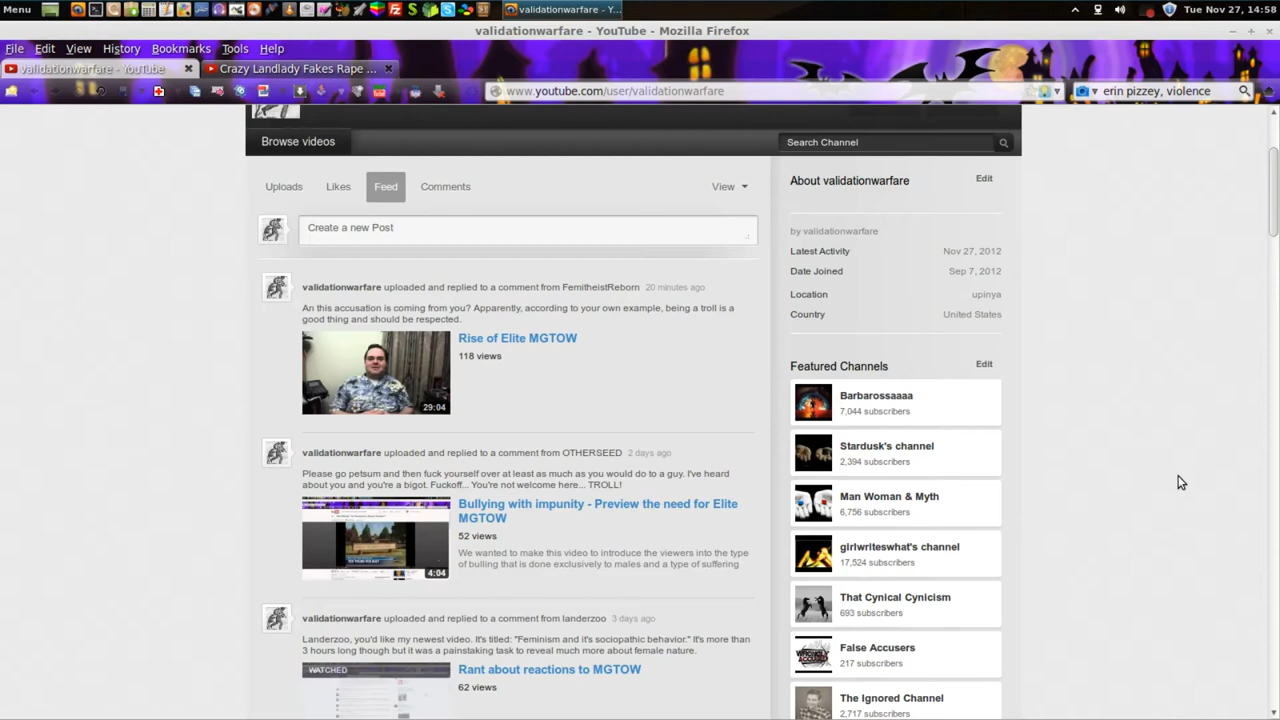 Menu
validationwarfare - Y...
Tue Nov 27, 14:58
validationwarfare - YouTube - Mozilla Firefox
File Edit View History Bookmarks Tools Help
validationwarfare - YouTube
Crazy Landlady Fakes Rape ...
www.youtube.com/user/validationwarfare
erin pizzey, violence
Browse videos
Search Channel
Uploads Likes Feed Comments View
Create a new Post
validationwarfare uploaded and replied to a comment from FemitheistReborn 20 minutes ago
An this accusation is coming from you? Apparently, according to your own example, being a troll is a
good thing and should be respected.
Rise of Elite MGTOW
118 views
29:04
validationwarfare uploaded and replied to a comment from OTHERSEED 2 days ago
Please go petsum and then fuck yourself over at least as much as you would do to a guy. I've heard
about you and you're a bigot. Fuckoff... You're not welcome here... TROLL!
Bullying with impunity - Preview the need for Elite
MGTOW
52 views
We wanted to make this video to introduce the viewers into the type
of bulling that is done exclusively to males and a type of suffering
4:04
validationwarfare uploaded and replied to a comment from landerzoo 3 days ago
Landerzoo, you'd like my newest video. It's titled: "Feminism and it's sociopathic behavior." It's more than
3 hours long though but it was a painstaking task to reveal much more about female nature.
WATCHED
Rant about reactions to MGTOW
62 views
About validationwarfare Edit
by validationwarfare
Latest Activity Nov 27, 2012
Date Joined Sep 7, 2012
Location upinya
Country United States
Featured Channels Edit
Barbarossaaaa
7,044 subscribers
Stardusk's channel
2,394 subscribers
Man Woman & Myth
6,756 subscribers
girlwriteswhat's channel
17,524 subscribers
That Cynical Cynicism
693 subscribers
False Accusers
217 subscribers
The Ignored Channel
2,717 subscribers